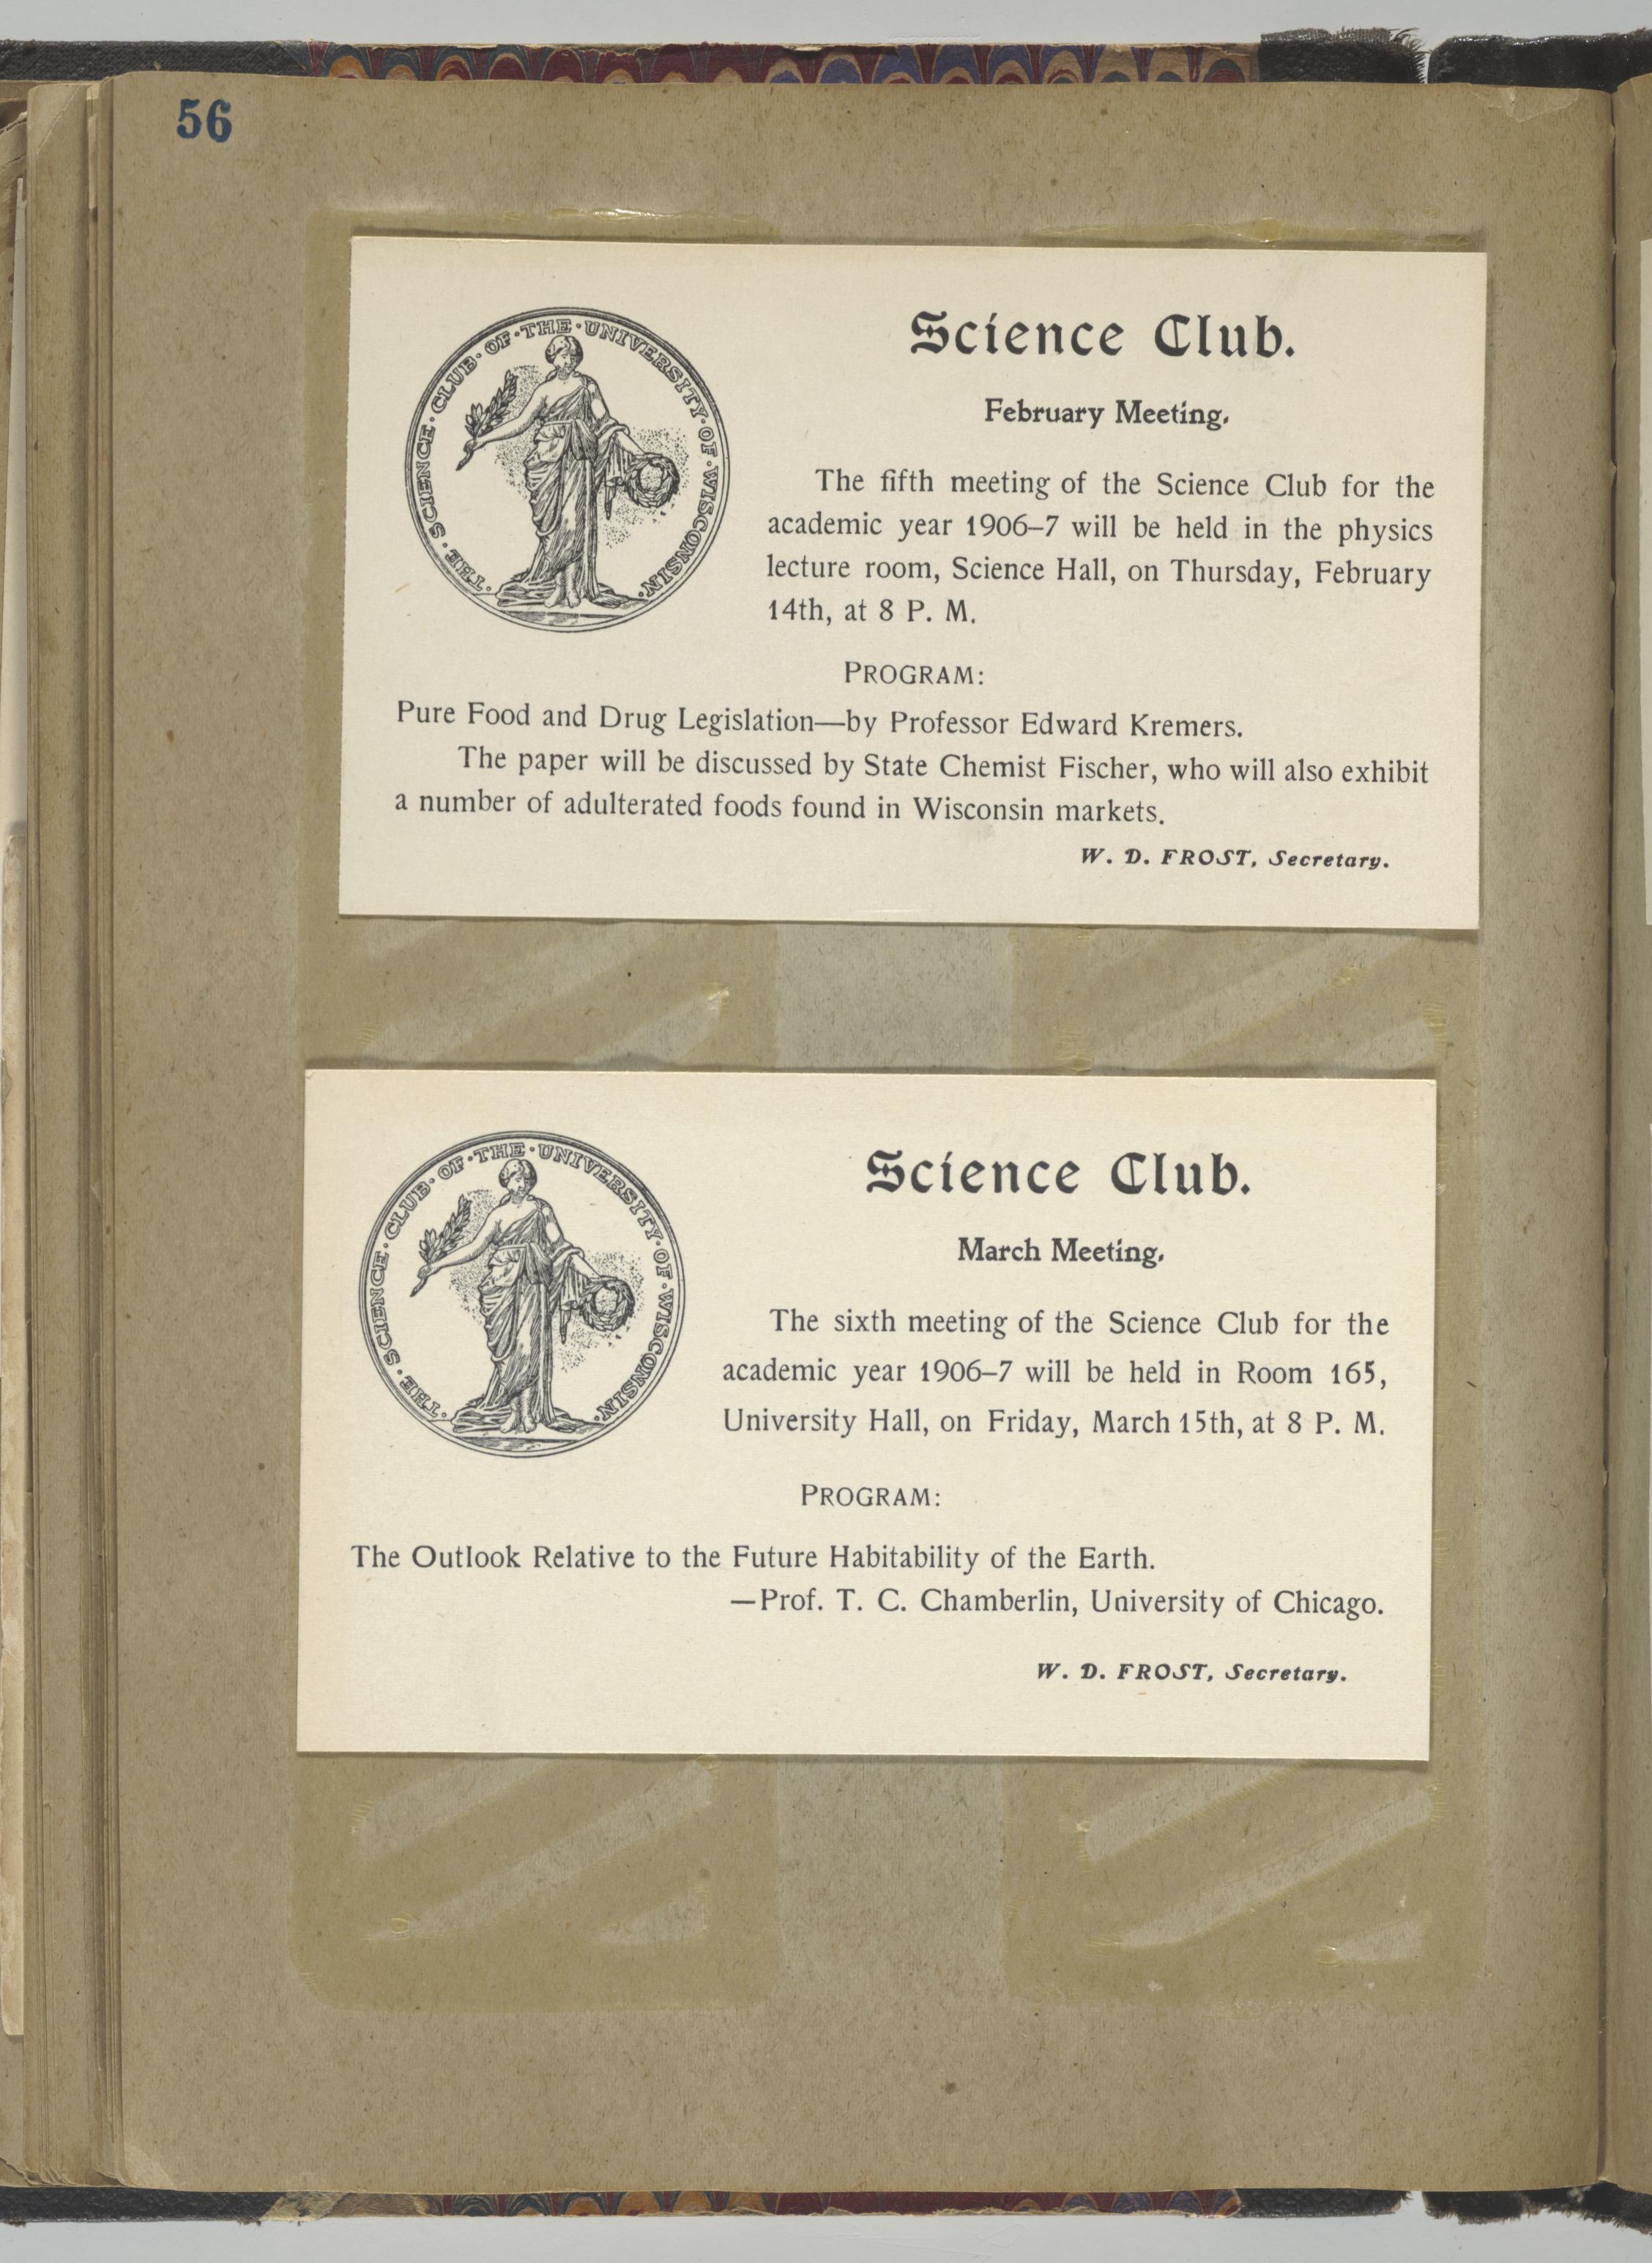 56
THE · SCIENCE · CLUB · OF · THE · UNIVERSITY · OF · WISCONSIN ·
Science Club.
February Meeting.
The fifth meeting of the Science Club for the
academic year 1906–7 will be held in the physics
lecture room, Science Hall, on Thursday, February
14th, at 8 P. M.
PROGRAM:
Pure Food and Drug Legislation—by Professor Edward Kremers.
The paper will be discussed by State Chemist Fischer, who will also exhibit
a number of adulterated foods found in Wisconsin markets.
W. D. FROST, Secretary.
THE · SCIENCE · CLUB · OF · THE · UNIVERSITY · OF · WISCONSIN ·
Science Club.
March Meeting.
The sixth meeting of the Science Club for the
academic year 1906–7 will be held in Room 165,
University Hall, on Friday, March 15th, at 8 P. M.
PROGRAM:
The Outlook Relative to the Future Habitability of the Earth.
—Prof. T. C. Chamberlin, University of Chicago.
W. D. FROST, Secretary.